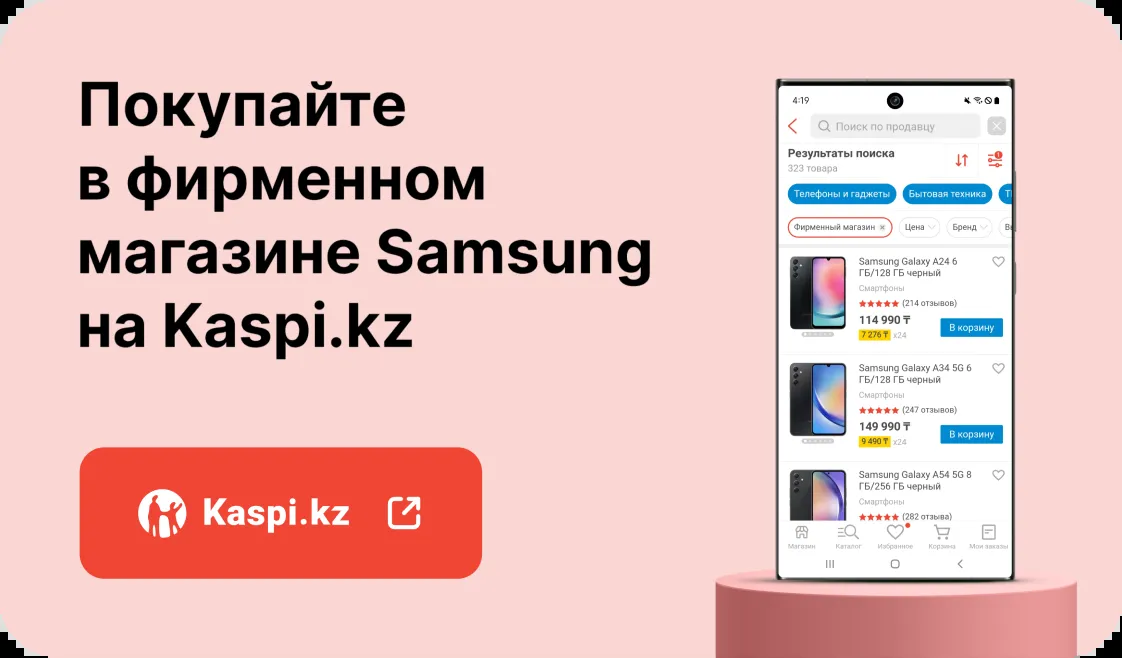 Покупайте
в фирменном
магазине Samsung
на Kaspi.kz
Kaspi.kz
4:19
Поиск по продавцу
Результаты поиска
323 товара
1
Телефоны и гаджеты
Бытовая техника
Фирменный магазин
Цена
Бренд
Samsung Galaxy A24 6
ГБ/128 ГБ черный
Смартфоны
(214 отзывов)
114 990 ₸
7 276 ₸ x24
В корзину
Samsung Galaxy A34 5G 6
ГБ/128 ГБ черный
Смартфоны
(247 отзывов)
149 990 ₸
9 490 ₸ x24
В корзину
Samsung Galaxy A54 5G 8
ГБ/256 ГБ черный
Смартфоны
(282 отзыва)
Магазин
Каталог
Избранное
Корзина
Мои заказы